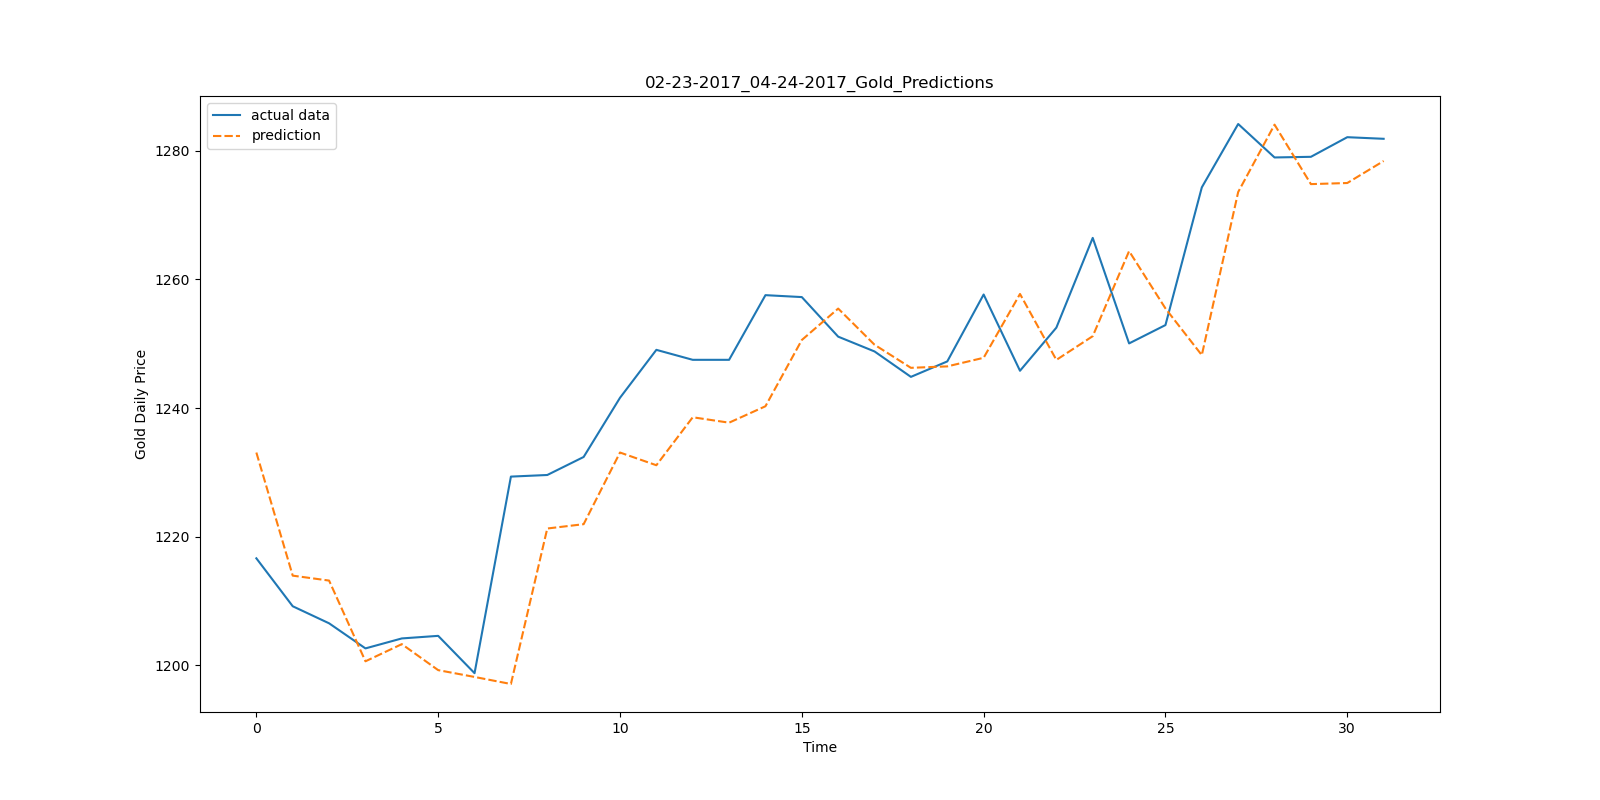 02-23-2017_04-24-2017_Gold_Predictions
actual data
prediction
1280
1260
1240
1220
1200
Gold Daily Price
0 5 10 15 20 25 30
Time